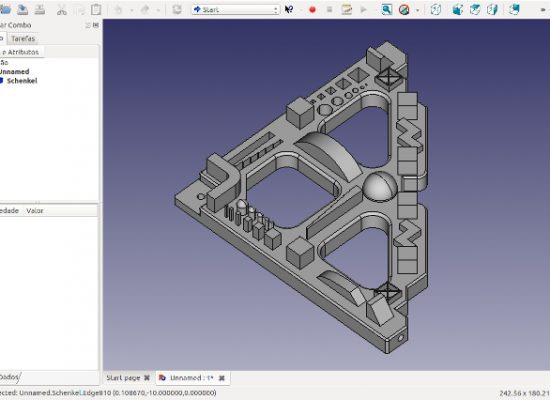 Start
ar Combo
Tarefas
e Atributos
ão
Unnamed
Schenkel
edade Valor
Dados
Start page
Unnamed : 1*
ected: Unnamed.Schenkel.Edge810 (0.108670,-10.000000,0.000000)
242.56 x 180.21